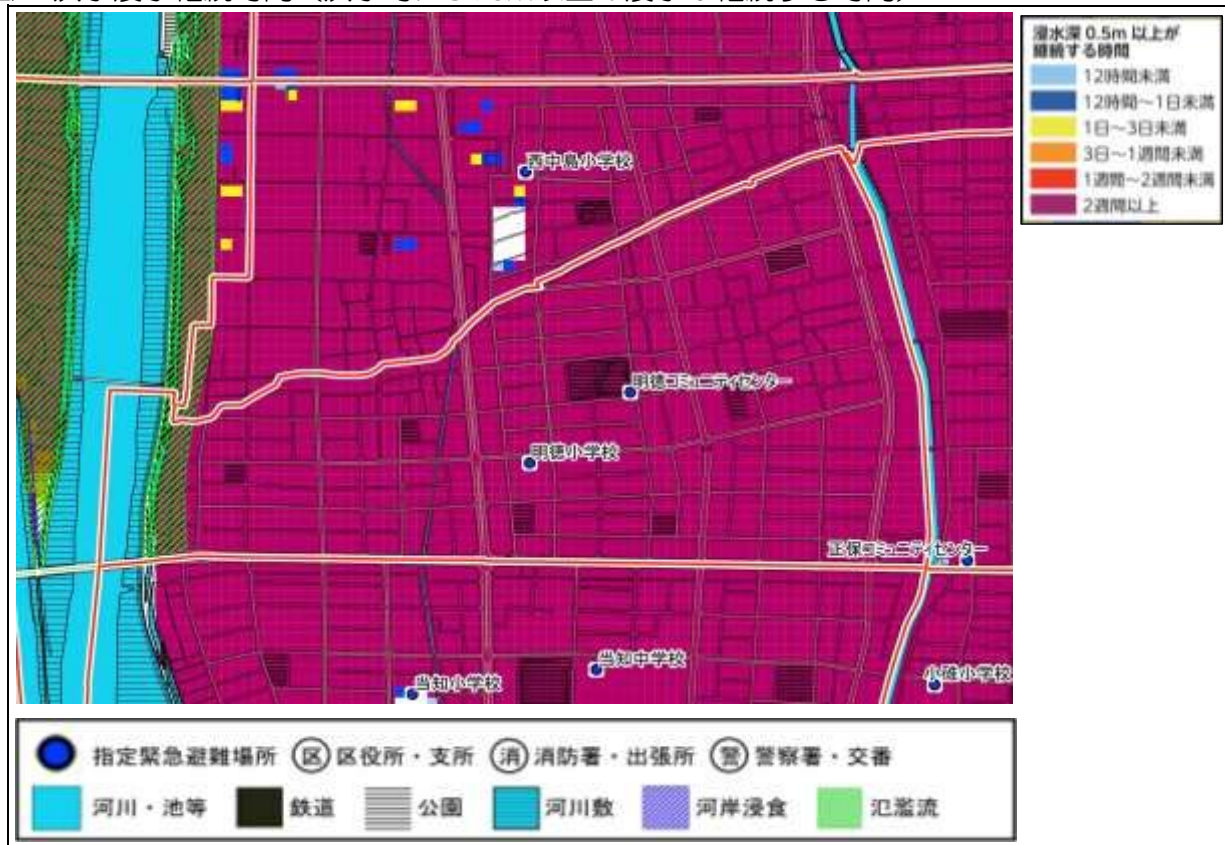 浸水深 0.5m 以上が
継続する時間
12時間未満
12時間～1日未満
1日～3日未満
3日～1週間未満
1週間～2週間未満
2週間以上
西中島小学校
明徳コミュニティセンター
明徳小学校
正保コミュニティセンター
当知中学校
当知小学校
小碓小学校
指定緊急避難場所 区 区役所・支所 消 消防署・出張所 警 警察署・交番
河川・池等 鉄道 公園 河川敷 河岸浸食 氾濫流